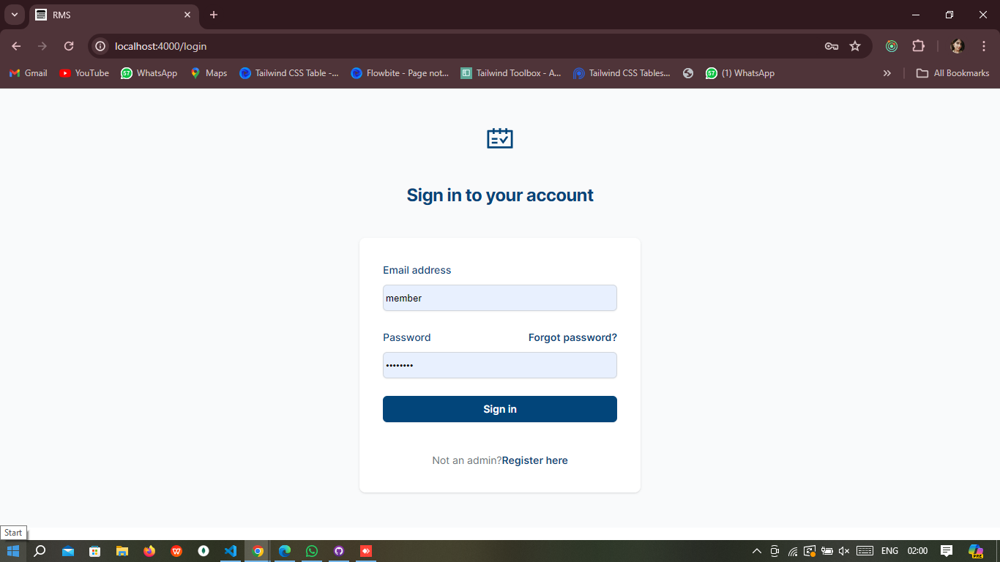 RMS
localhost:4000/login
Gmail YouTube WhatsApp Maps Tailwind CSS Table -... Flowbite - Page not... Tailwind Toolbox - A... Tailwind CSS Tables... (1) WhatsApp » All Bookmarks
Sign in to your account
Email address
member
Password Forgot password?
••••••••
Sign in
Not an admin?Register here
Start
ENG 02:00